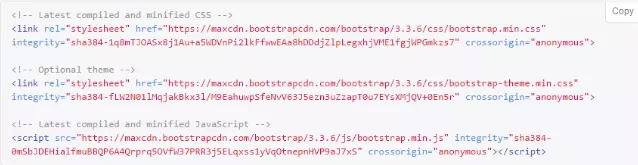 <!-- Latest compiled and minified CSS -->
Copy
<link rel="stylesheet" href="https://maxcdn.bootstrapcdn.com/bootstrap/3.3.6/css/bootstrap.min.css"
integrity="sha384-1q8mTJOASx8j1Au+a5WDVnPi2lkFfwwEAa8hDDdjZlpLegxhjVME1fgjWPGmkzs7" crossorigin="anonymous">
<!-- Optional theme -->
<link rel="stylesheet" href="https://maxcdn.bootstrapcdn.com/bootstrap/3.3.6/css/bootstrap-theme.min.css"
integrity="sha384-fLW2N01lMqjakBkx3l/M9EahuwpSfeNvV63J5ezn3uZzapT0u7EYsXMjQV+0En5r" crossorigin="anonymous">
<!-- Latest compiled and minified JavaScript -->
<script src="https://maxcdn.bootstrapcdn.com/bootstrap/3.3.6/js/bootstrap.min.js" integrity="sha384-
0mSbJDEHialfmuBBQP6A4Qrprq5OVfW37PRR3j5ELqxss1yVqOtnepnHVP9aJ7xS" crossorigin="anonymous"></script>